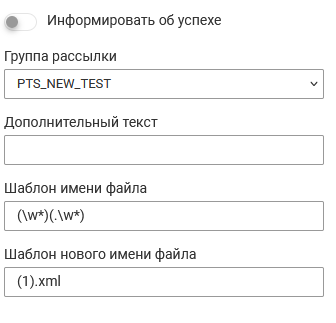 Информировать об успехе
Группа рассылки
PTS_NEW_TEST
Дополнительный текст
Шаблон имени файла
(\w*)(.\w*)
Шаблон нового имени файла
(1).xml